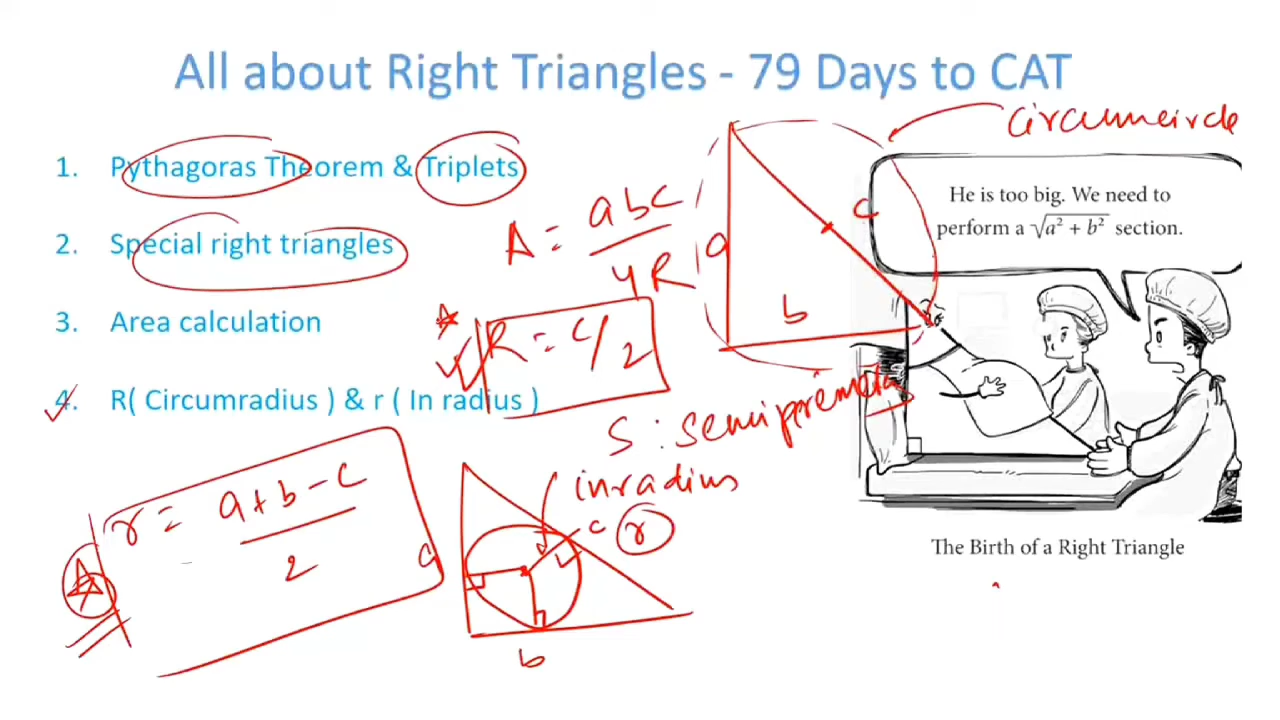 All about Right Triangles - 79 Days to CAT
1. Pythagoras Theorem & Triplets
2. Special right triangles
3. Area calculation
4. R( Circumradius ) & r ( In radius )
A = abc / 4R
R = c/2
a
b
c
circumcircle
He is too big. We need to
perform a √a² + b² section.
S : semi
inradius
c r
a
b
r = a+b-c / 2
The Birth of a Right Triangle